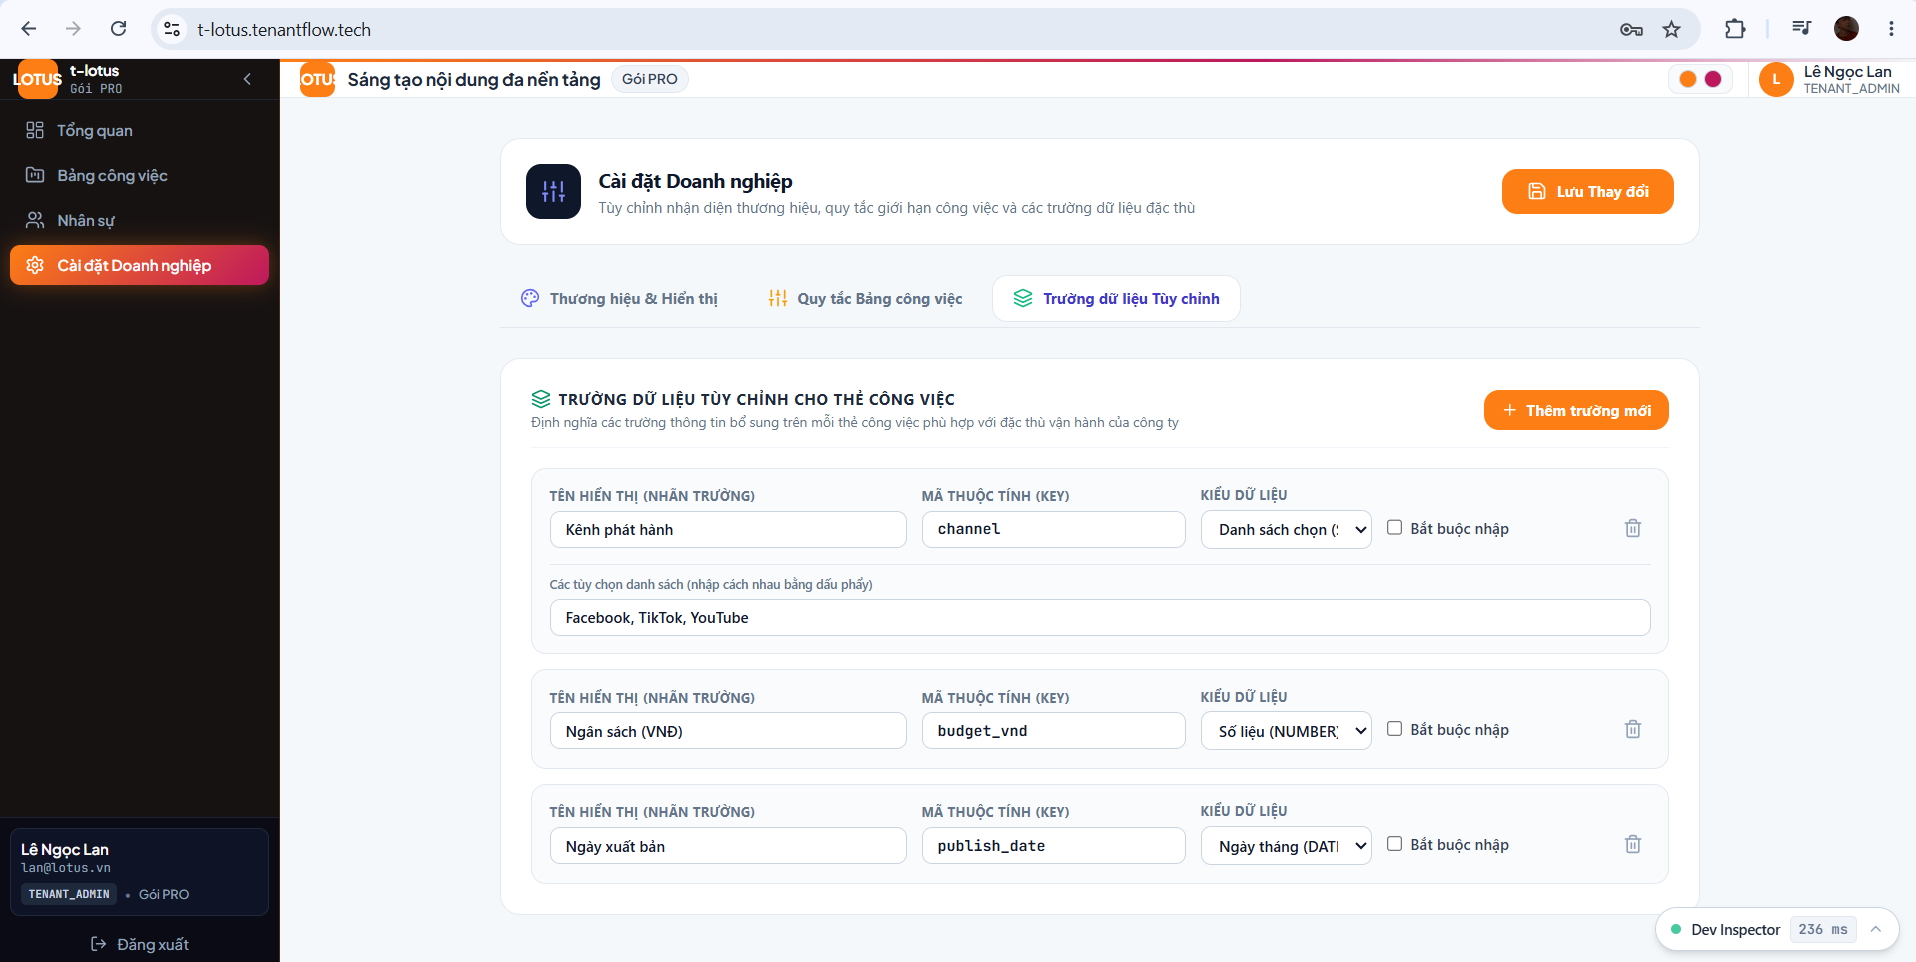 t-lotus.tenantflow.tech
LOTUS
t-lotus
Gói PRO
Tổng quan
Bảng công việc
Nhân sự
Cài đặt Doanh nghiệp
Lê Ngọc Lan
lan@lotus.vn
TENANT_ADMIN • Gói PRO
Đăng xuất
LOTUS
Sáng tạo nội dung đa nền tảng
Gói PRO
L
Lê Ngọc Lan
TENANT_ADMIN
Cài đặt Doanh nghiệp
Tùy chỉnh nhận diện thương hiệu, quy tắc giới hạn công việc và các trường dữ liệu đặc thù
Lưu Thay đổi
Thương hiệu & Hiển thị
Quy tắc Bảng công việc
Trường dữ liệu Tùy chỉnh
TRƯỜNG DỮ LIỆU TÙY CHỈNH CHO THẺ CÔNG VIỆC
Định nghĩa các trường thông tin bổ sung trên mỗi thẻ công việc phù hợp với đặc thù vận hành của công ty
+ Thêm trường mới
TÊN HIỂN THỊ (NHÃN TRƯỜNG)
MÃ THUỘC TÍNH (KEY)
KIỂU DỮ LIỆU
Kênh phát hành
channel
Danh sách chọn (S
Bắt buộc nhập
Các tùy chọn danh sách (nhập cách nhau bằng dấu phẩy)
Facebook, TikTok, YouTube
TÊN HIỂN THỊ (NHÃN TRƯỜNG)
MÃ THUỘC TÍNH (KEY)
KIỂU DỮ LIỆU
Ngân sách (VNĐ)
budget_vnd
Số liệu (NUMBER)
Bắt buộc nhập
TÊN HIỂN THỊ (NHÃN TRƯỜNG)
MÃ THUỘC TÍNH (KEY)
KIỂU DỮ LIỆU
Ngày xuất bản
publish_date
Ngày tháng (DATE
Bắt buộc nhập
Dev Inspector
236 ms